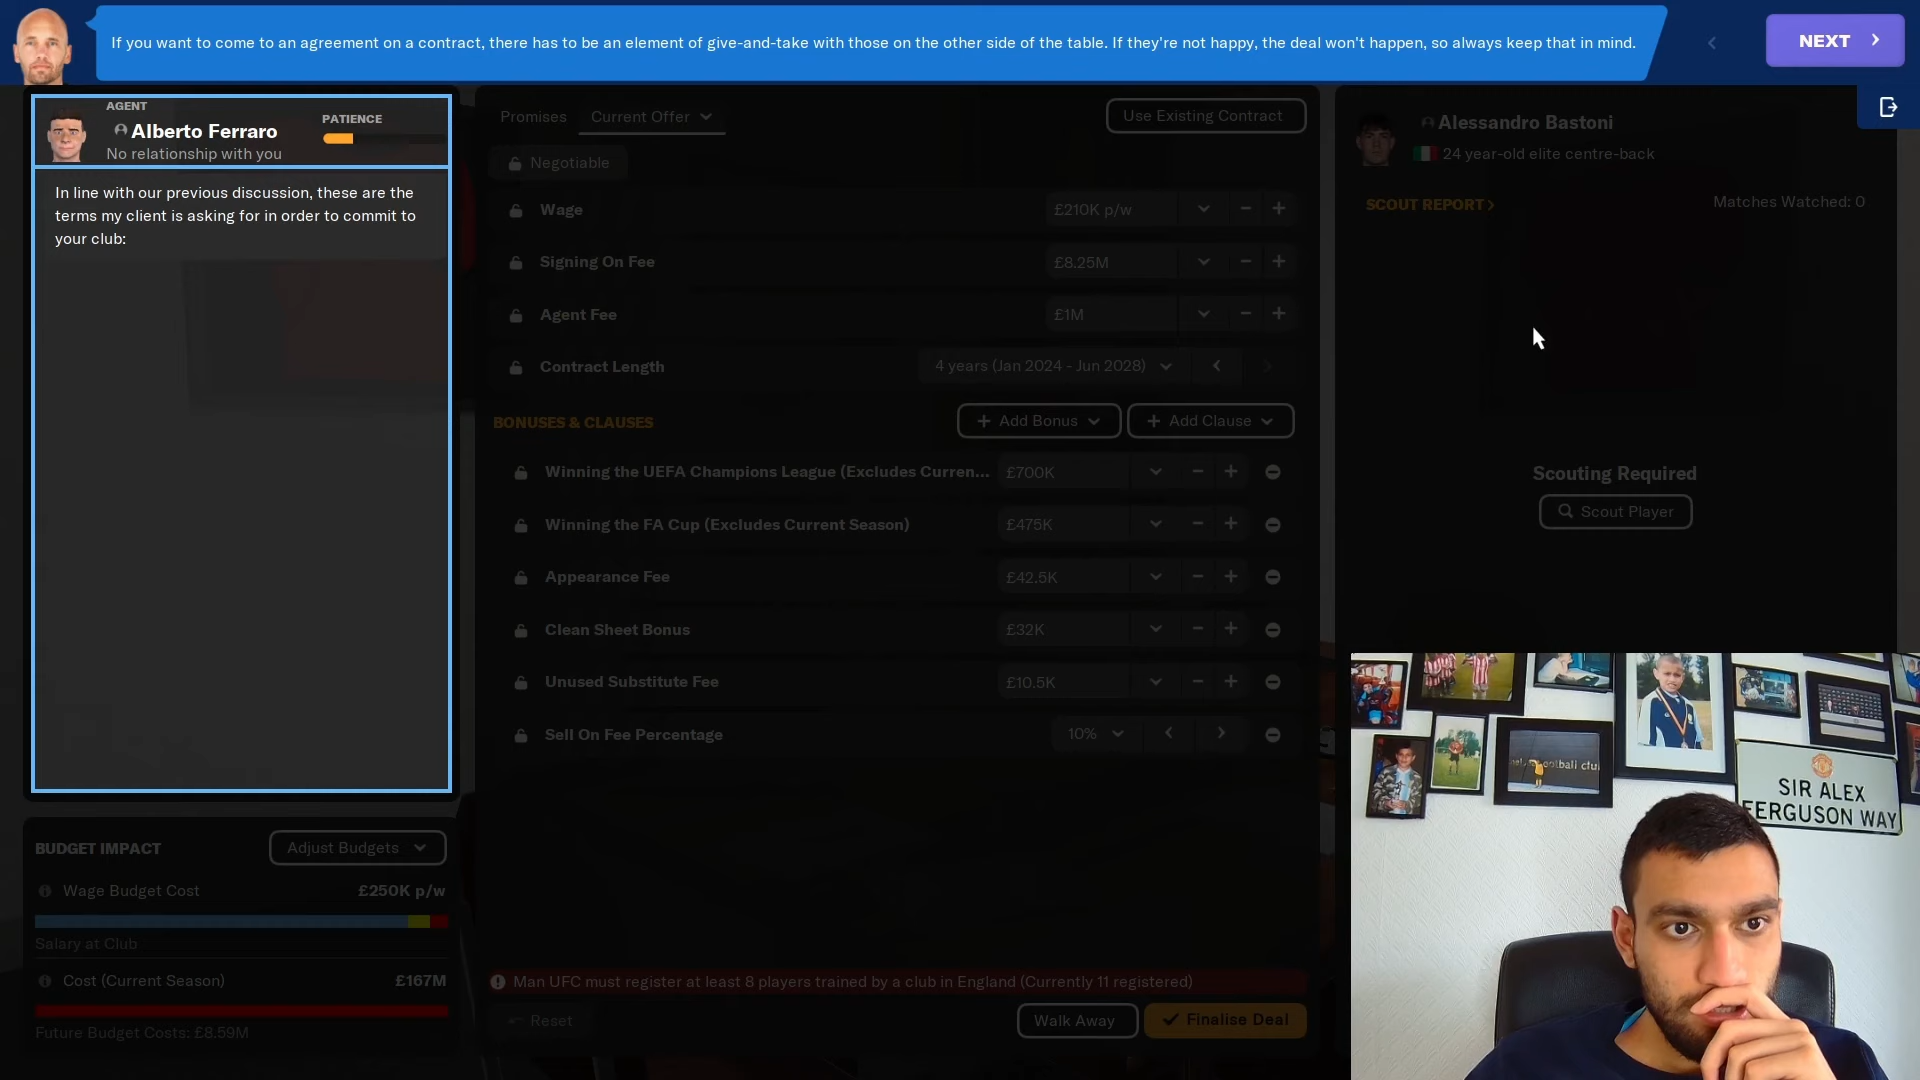 If you want to come to an agreement on a contract, there has to be an element of give-and-take with those on the other side of the table. If they're not happy, the deal won't happen, so always keep that in mind.
NEXT
AGENT
Alberto Ferraro
No relationship with you
PATIENCE
In line with our previous discussion, these are the
terms my client is asking for in order to commit to
your club:
BUDGET IMPACT
Adjust Budgets
Wage Budget Cost
£250K p/w
Salary at Club
Cost (Current Season)
£167M
Future Budget Costs: £8.59M
Promises
Current Offer
Use Existing Contract
Negotiable
Wage
£210K p/w
Signing On Fee
£8.25M
Agent Fee
£1M
Contract Length
4 years (Jan 2024 - Jun 2028)
BONUSES & CLAUSES
Add Bonus
Add Clause
Winning the UEFA Champions League (Excludes Curren...
£700K
Winning the FA Cup (Excludes Current Season)
£475K
Appearance Fee
£42.5K
Clean Sheet Bonus
£32K
Unused Substitute Fee
£10.5K
Sell On Fee Percentage
10%
Man UFC must register at least 8 players trained by a club in England (Currently 11 registered)
Reset
Walk Away
Finalise Deal
Alessandro Bastoni
24 year-old elite centre-back
SCOUT REPORT
Matches Watched: 0
Scouting Required
Scout Player
SIR ALEX
FERGUSON WAY